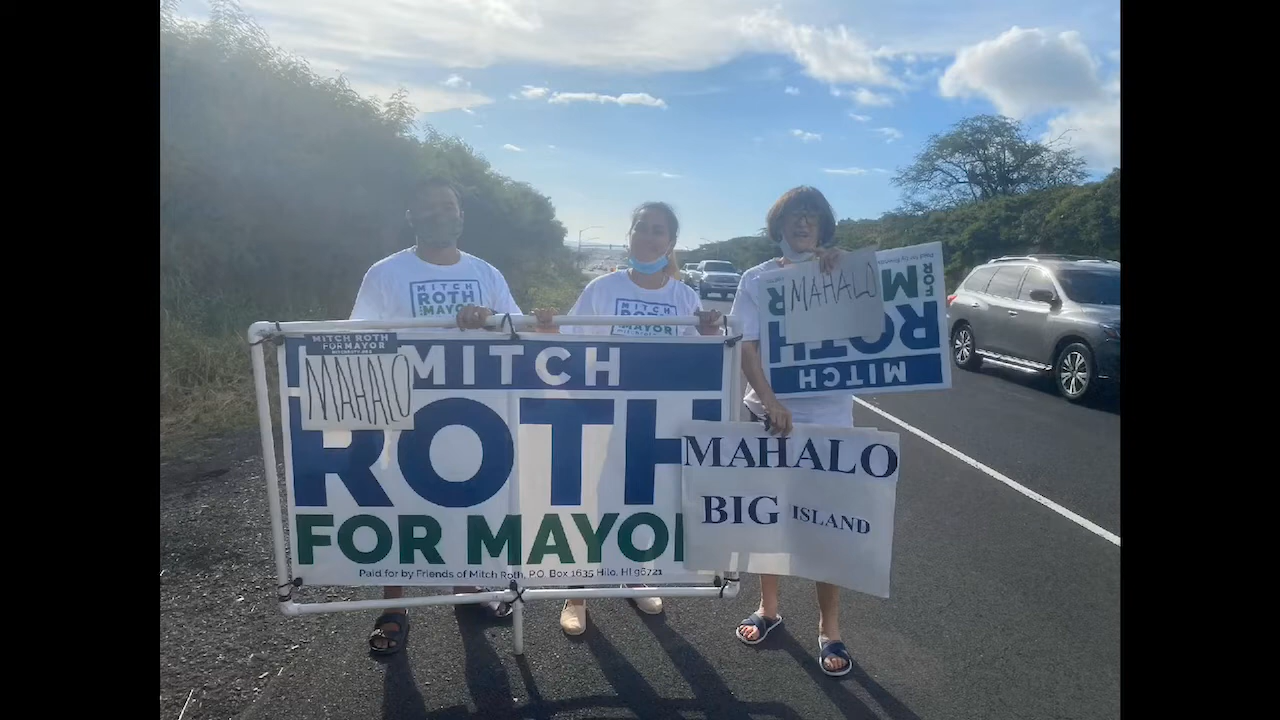 MITCH
ROTH
FOR MAYOR
MITCH
ROTH
MAYOR
MITCH ROTH
FOR MAYOR
MAHALO
MITCH
ROTH
FOR MAYOR
Paid for by Friends of Mitch Roth, P.O. Box 1635 Hilo, HI 96721
MAHALO
ROTH
MITCH
MAHALO
BIG ISLAND